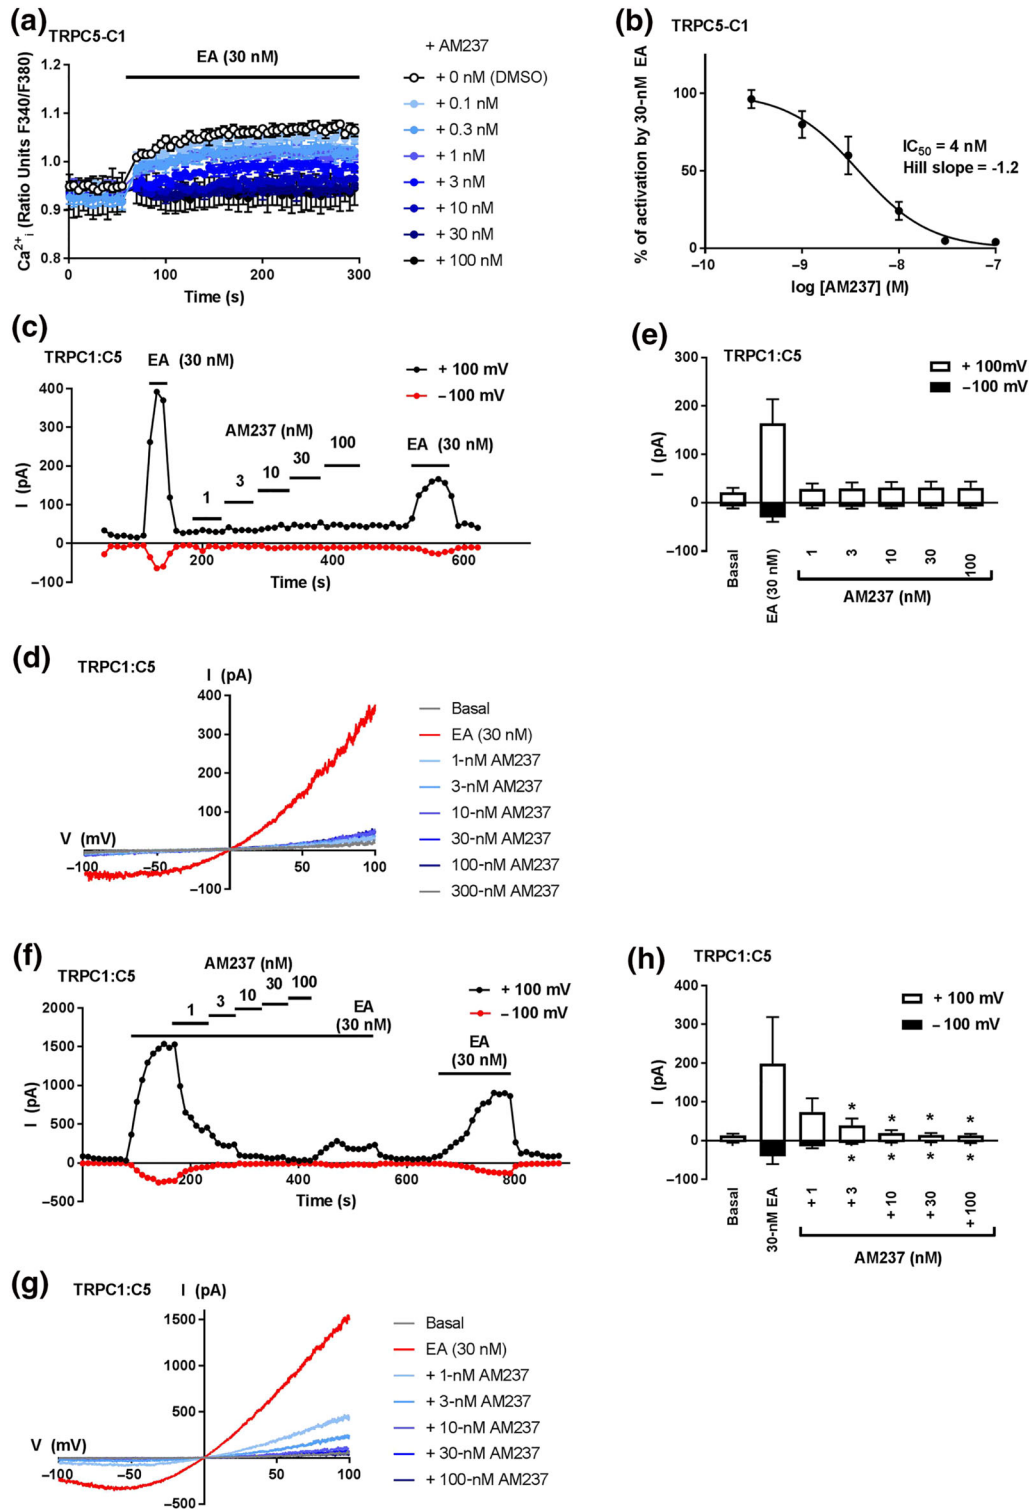 (a)
TRPC5-C1
EA (30 nM)
Ca²⁺ᵢ (Ratio Units F340/F380)
1.2
1.1
1.0
0.9
0.8
0 100 200 300
Time (s)
+ AM237
+ 0 nM (DMSO)
+ 0.1 nM
+ 0.3 nM
+ 1 nM
+ 3 nM
+ 10 nM
+ 30 nM
+ 100 nM
(b)
TRPC5-C1
% of activation by 30-nM EA
100
50
0
IC₅₀ = 4 nM
Hill slope = -1.2
−10 −9 −8 −7
log [AM237] (M)
(c)
TRPC1:C5
EA (30 nM)
+ 100 mV
−100 mV
AM237 (nM)
1 3 10 30 100
EA (30 nM)
I (pA)
400
300
200
100
0
−100
200 400 600
Time (s)
(e)
TRPC1:C5
+ 100mV
−100 mV
I (pA)
300
200
100
0
−100
Basal
EA (30 nM)
1
3
10
30
100
AM237 (nM)
(d)
TRPC1:C5
I (pA)
400
300
200
100
−100
V (mV)
−100 −50 50 100
Basal
EA (30 nM)
1-nM AM237
3-nM AM237
10-nM AM237
30-nM AM237
100-nM AM237
300-nM AM237
(f)
TRPC1:C5
AM237 (nM)
1 3 10 30 100
+ 100 mV
− 100 mV
EA
(30 nM)
EA
(30 nM)
I (pA)
2000
1500
1000
500
0
−500
200 400 600 800
Time (s)
(h)
TRPC1:C5
+ 100 mV
− 100 mV
I (pA)
400
300
200
100
0
−100
* * * *
* * * *
Basal
30-nM EA
+ 1
+ 3
+ 10
+ 30
+ 100
AM237 (nM)
(g)
TRPC1:C5
I (pA)
1500
1000
500
−500
V (mV)
−100 −50 50 100
Basal
EA (30 nM)
+ 1-nM AM237
+ 3-nM AM237
+ 10-nM AM237
+ 30-nM AM237
+ 100-nM AM237